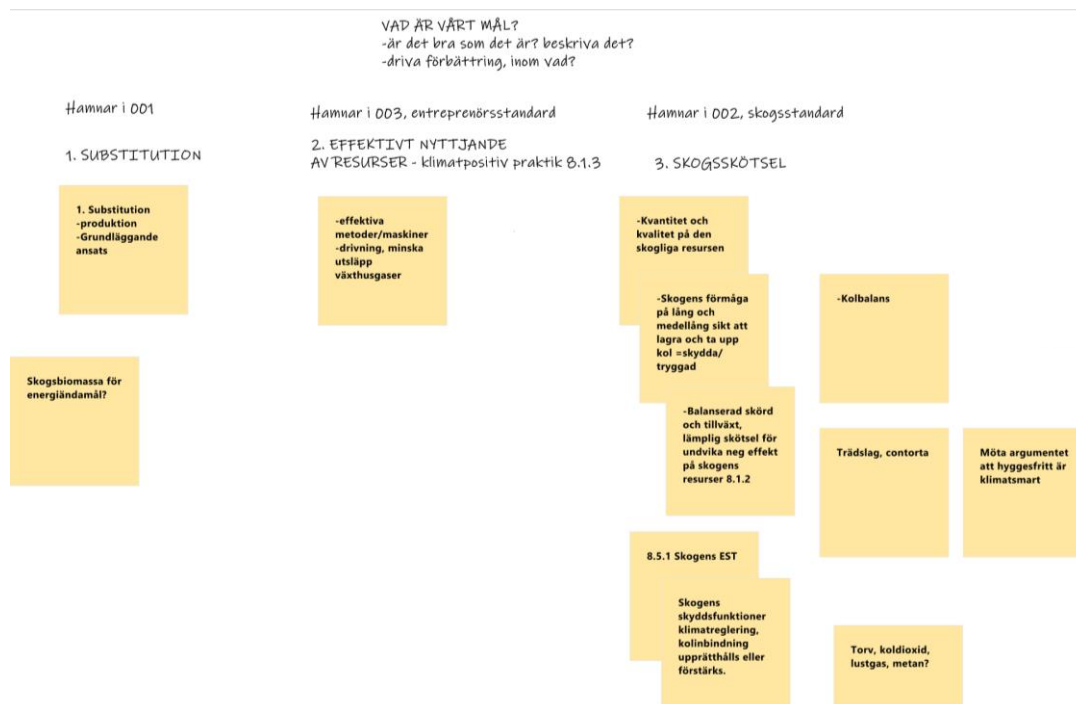 VAD ÄR VÅRT MÅL?
-är det bra som det är? beskriva det?
-driva förbättring, inom vad?
Hamnar i 001
1. SUBSTITUTION
1. Substitution
-produktion
-Grundläggande
ansats
Skogsbiomassa för
energiändamål?
Hamnar i 003, entreprenörsstandard
2. EFFEKTIVT NYTTJANDE
AV RESURSER - klimatpositiv praktik 8.1.3
-effektiva
metoder/maskiner
-drivning, minska
utsläpp
växthusgaser
Hamnar i 002, skogsstandard
3. SKOGSSKÖTSEL
-Kvantitet och
kvalitet på den
skogliga resursen
-Skogens förmåga
på lång och
medellång sikt att
lagra och ta upp
kol =skydda/
tryggad
-Balanserad skörd
och tillväxt,
lämplig skötsel för
undvika neg effekt
på skogens
resurser 8.1.2
8.5.1 Skogens EST
Skogens
skyddsfunktioner
klimatreglering,
kolinbindning
upprätthålls eller
förstärks.
-Kolbalans
Trädslag, contorta
Möta argumentet
att hyggesfritt är
klimatsmart
Torv, koldioxid,
lustgas, metan?